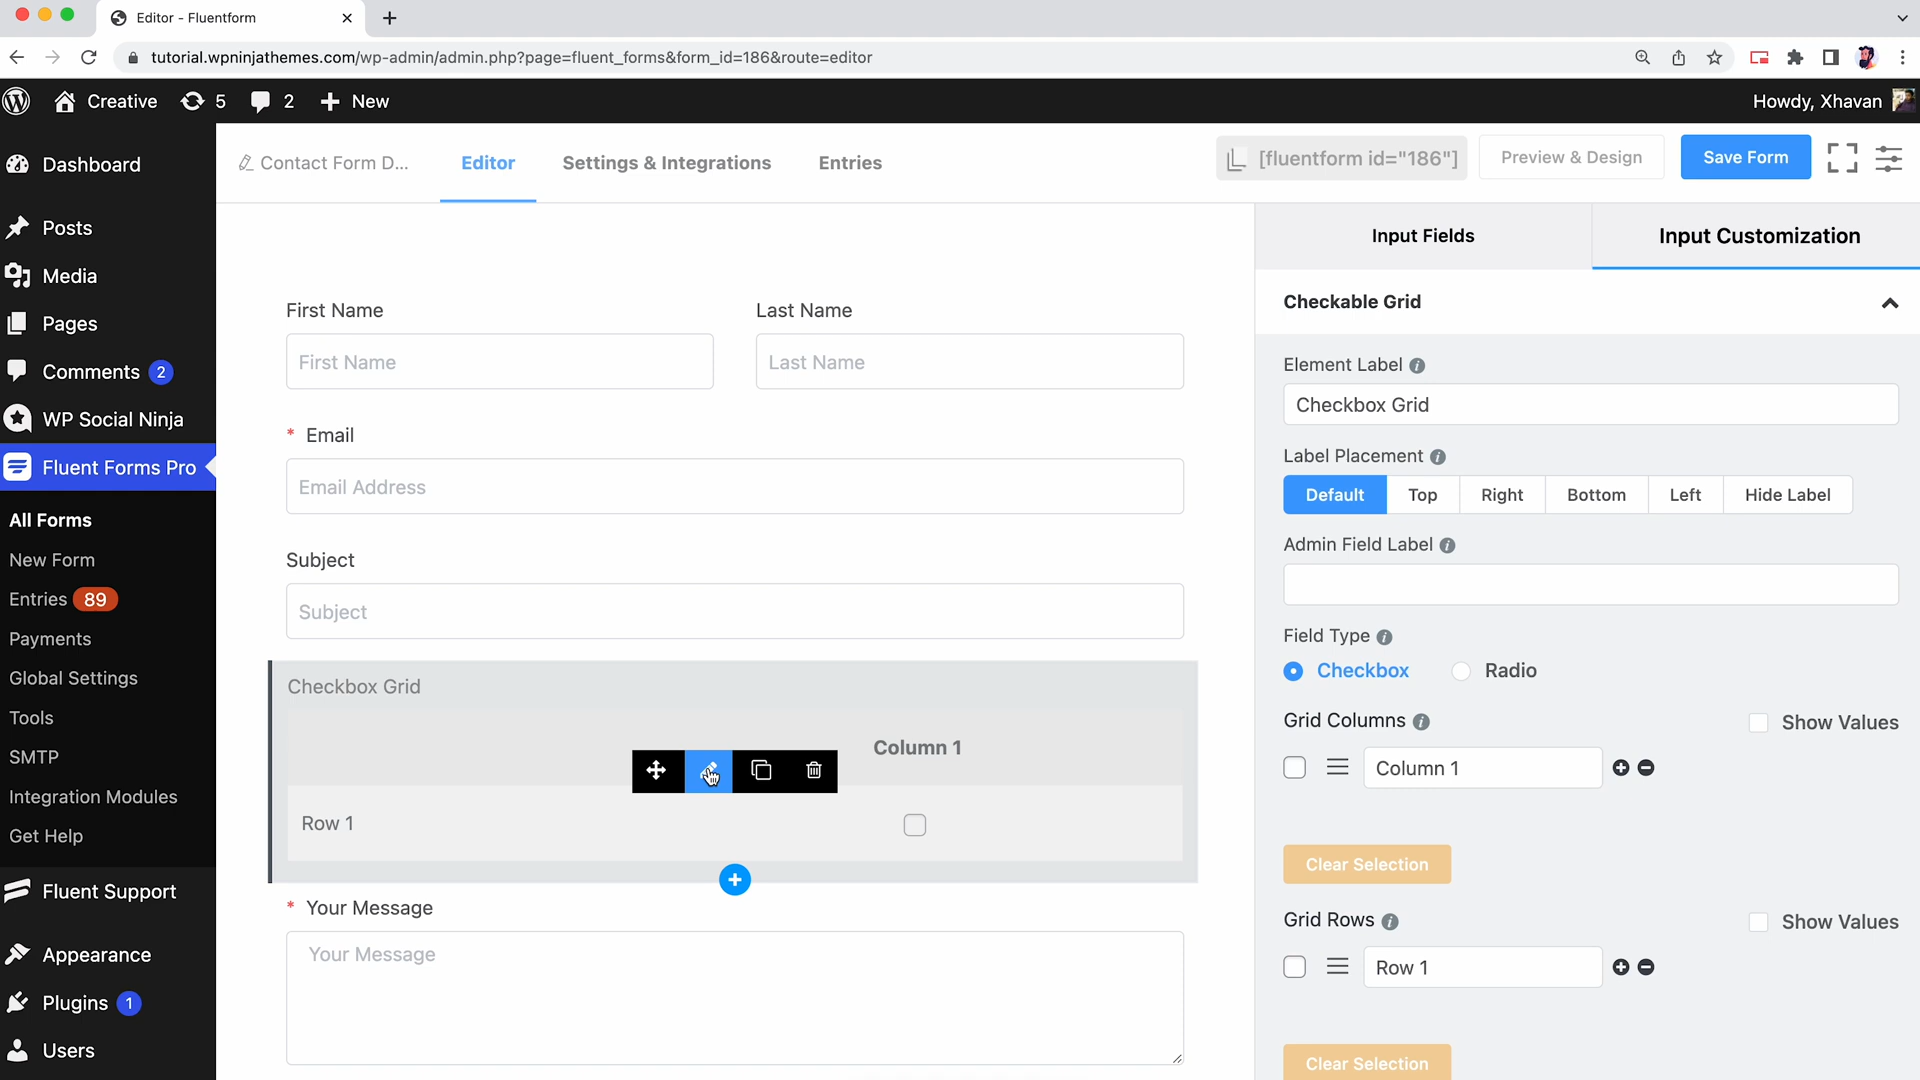 Editor - Fluentform
tutorial.wpninjathemes.com/wp-admin/admin.php?page=fluent_forms&form_id=186&route=editor
Creative 5 2 New Howdy, Xhavan
Dashboard
Posts
Media
Pages
Comments 2
WP Social Ninja
Fluent Forms Pro
All Forms
New Form
Entries 89
Payments
Global Settings
Tools
SMTP
Integration Modules
Get Help
Fluent Support
Appearance
Plugins 1
Users
Contact Form D... Editor Settings & Integrations Entries [fluentform id="186"] Preview & Design Save Form
First Name Last Name
First Name Last Name
* Email
Email Address
Subject
Subject
Checkbox Grid
Column 1
Row 1
* Your Message
Your Message
Input Fields Input Customization
Checkable Grid
Element Label
Checkbox Grid
Label Placement
Default Top Right Bottom Left Hide Label
Admin Field Label
Field Type
Checkbox Radio
Grid Columns Show Values
Column 1
Clear Selection
Grid Rows Show Values
Row 1
Clear Selection